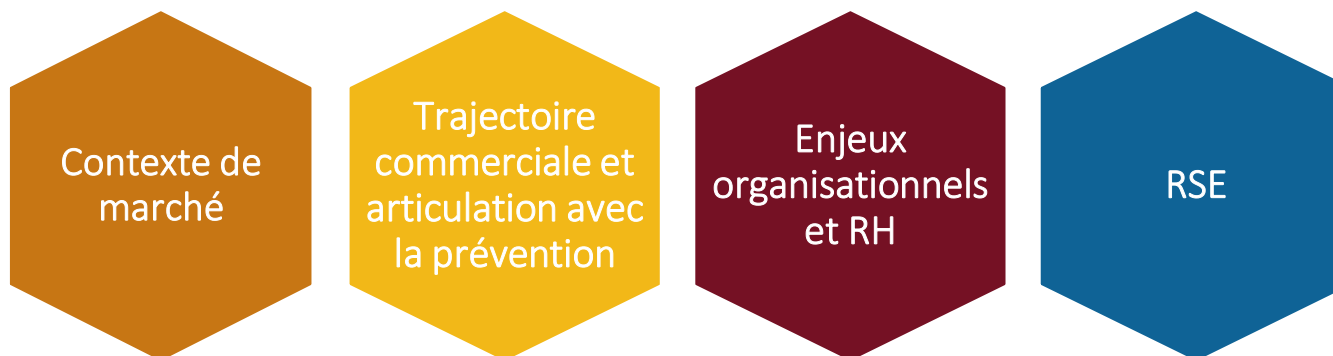 Contexte de
marché
Trajectoire
commerciale et
articulation avec
la prévention
Enjeux
organisationnels
et RH
RSE